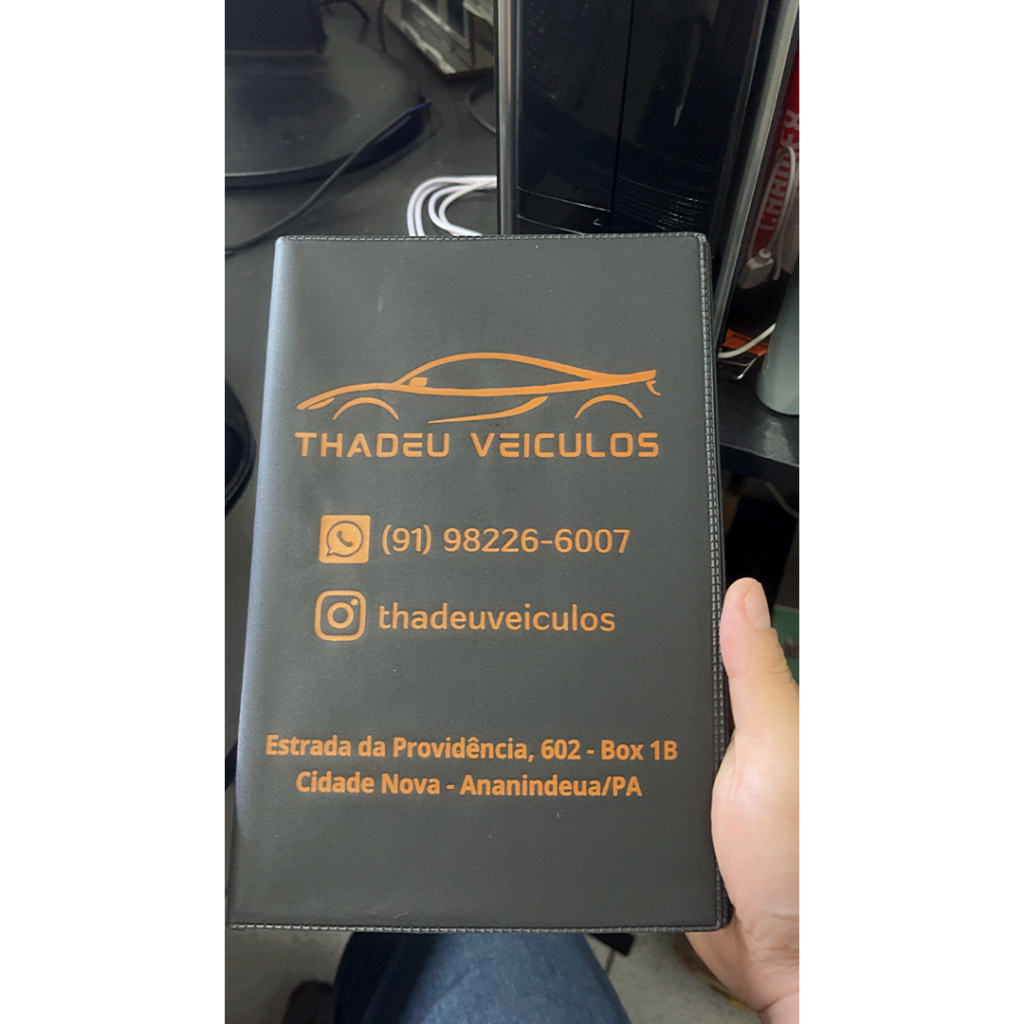 THADEU VEICULOS
(91) 98226-6007
thadeuveiculos
Estrada da Providência, 602 - Box 1B
Cidade Nova - Ananindeua/PA